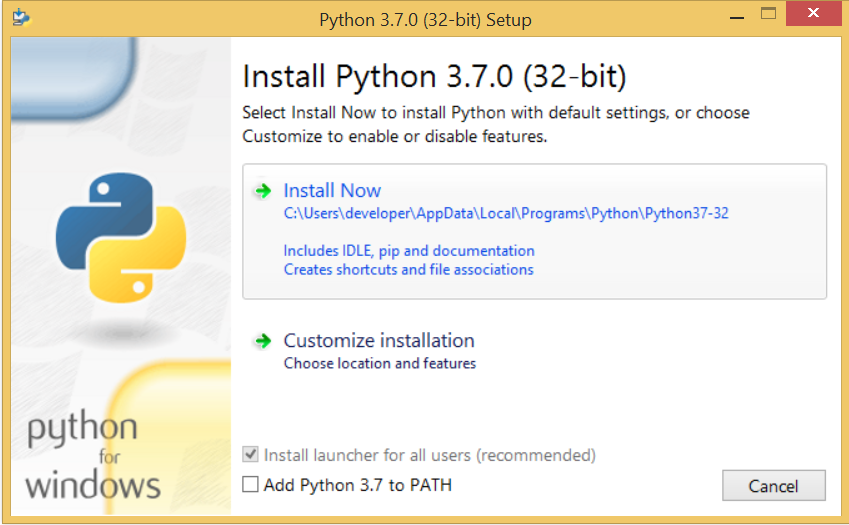 Python 3.7.0 (32-bit) Setup
Install Python 3.7.0 (32-bit)
Select Install Now to install Python with default settings, or choose
Customize to enable or disable features.
Install Now
C:\Users\developer\AppData\Local\Programs\Python\Python37-32
Includes IDLE, pip and documentation
Creates shortcuts and file associations
Customize installation
Choose location and features
python
for
windows
Install launcher for all users (recommended)
Add Python 3.7 to PATH
Cancel